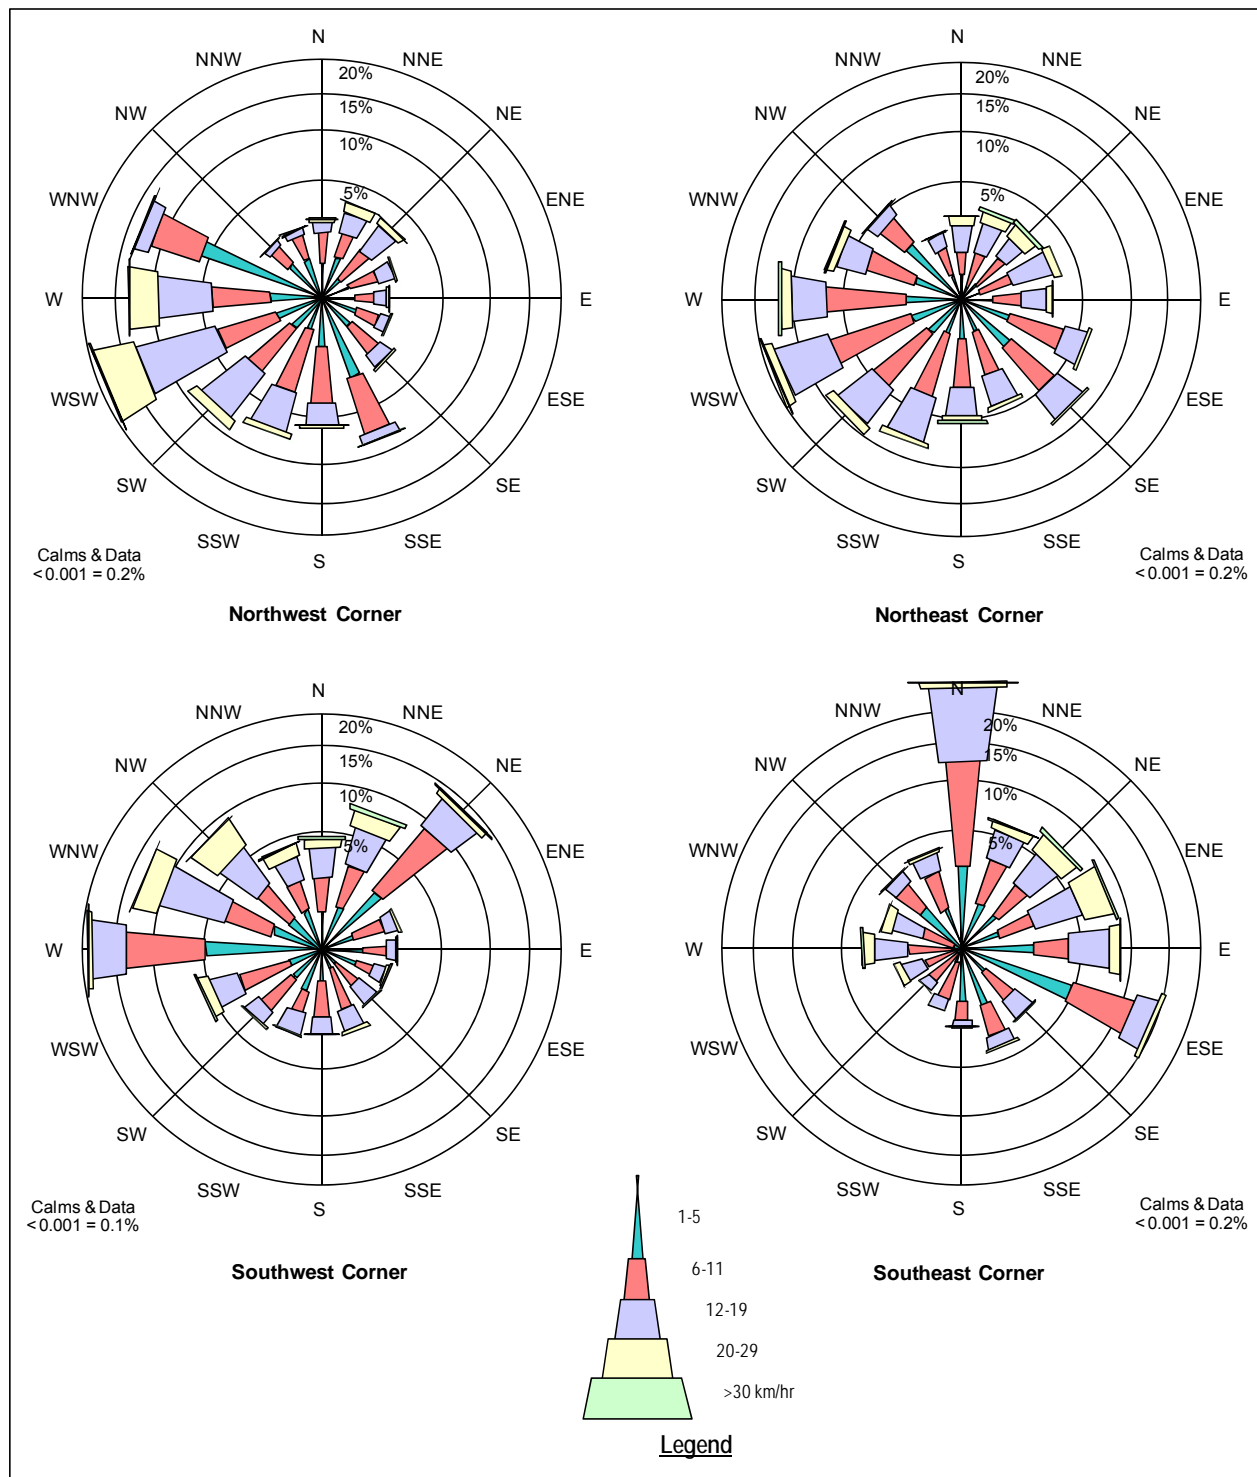 N
NNW
NNE
20%
NW
15%
NE
10%
WNW
5%
ENE
W
E
WSW
ESE
SW
SE
SSW
SSE
S
Calms & Data
< 0.001 = 0.2%
Northwest Corner
N
NNW
NNE
20%
NW
15%
NE
10%
WNW
5%
ENE
W
E
WSW
ESE
SW
SE
SSW
SSE
S
Calms & Data
< 0.001 = 0.2%
Northeast Corner
N
NNW
NNE
20%
NW
15%
NE
10%
WNW
5%
ENE
W
E
WSW
ESE
SW
SE
SSW
SSE
S
Calms & Data
< 0.001 = 0.1%
Southwest Corner
N
NNW
NNE
20%
NW
15%
NE
10%
WNW
5%
ENE
W
E
WSW
ESE
SW
SE
SSW
SSE
S
Calms & Data
< 0.001 = 0.2%
Southeast Corner
1-5
6-11
12-19
20-29
>30 km/hr
Legend